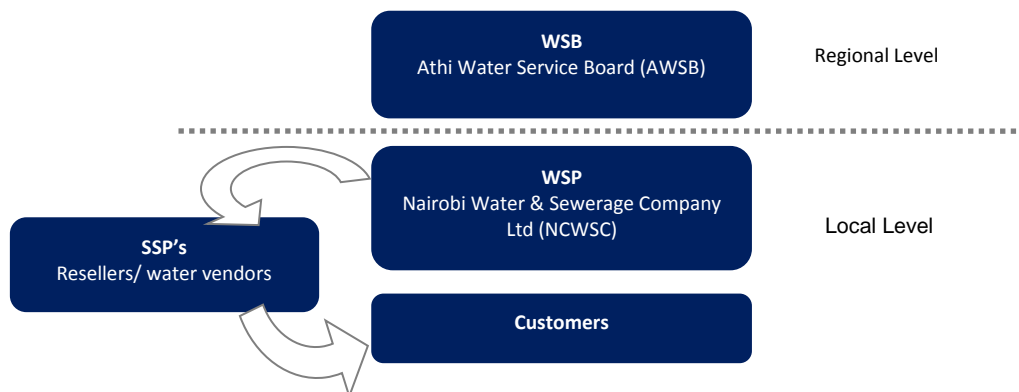 WSB
Athi Water Service Board (AWSB)
Regional Level
WSP
Nairobi Water & Sewerage Company
Ltd (NCWSC)
Local Level
SSP’s
Resellers/ water vendors
Customers